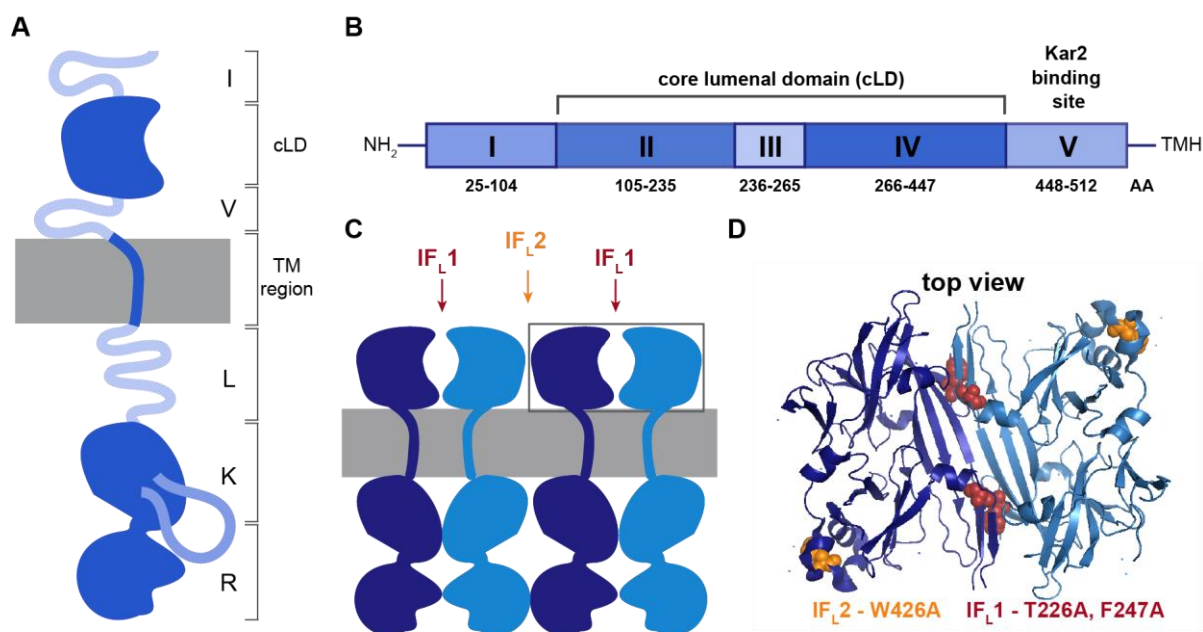 A
I
cLD
V
TM
region
L
K
R
B
core lumenal domain (cLD)
Kar2
binding
site
NH2
I
II
III
IV
V
TMH
25-104
105-235
236-265
266-447
448-512
AA
C
IFL1
IFL2
IFL1
D
top view
IFL2 - W426A
IFL1 - T226A, F247A